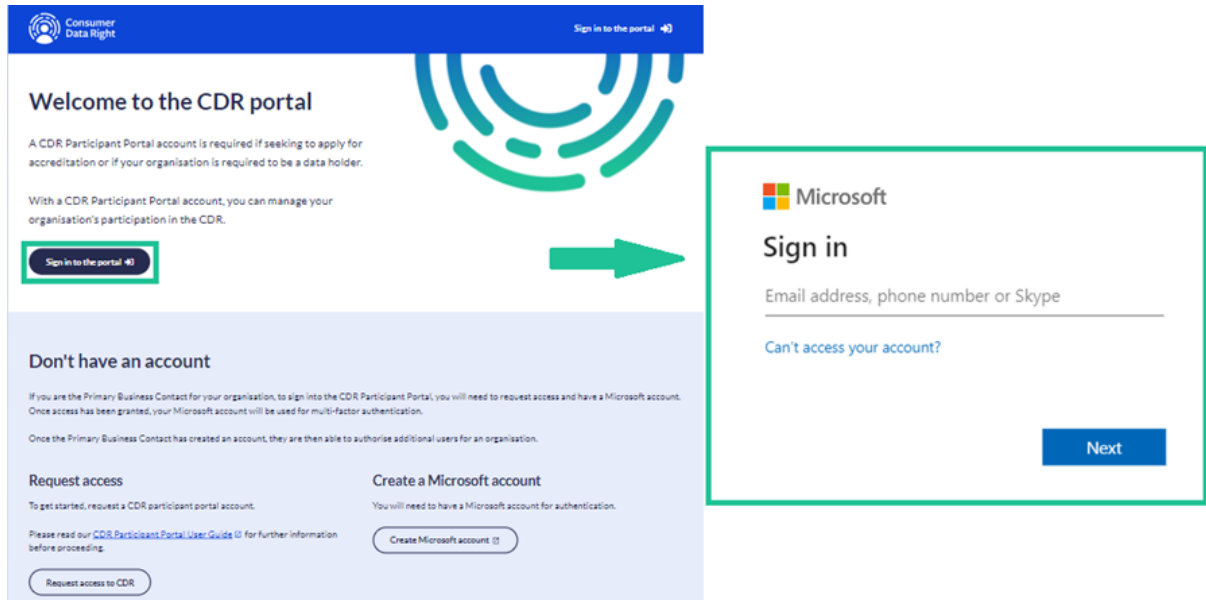 Consumer
Data Right
Sign in to the portal
Welcome to the CDR portal
A CDR Participant Portal account is required if seeking to apply for
accreditation or if your organisation is required to be a data holder.
With a CDR Participant Portal account, you can manage your
organisation's participation in the CDR.
Sign in to the portal
Don't have an account
If you are the Primary Business Contact for your organisation, to sign into the CDR Participant Portal, you will need to request access and have a Microsoft account.
Once access has been granted, your Microsoft account will be used for multi-factor authentication.
Once the Primary Business Contact has created an account, they are then able to authorise additional users for an organisation.
Request access
To get started, request a CDR participant portal account.
Please read our CDR Participant Portal User Guide for further information
before proceeding.
Request access to CDR
Create a Microsoft account
You will need to have a Microsoft account for authentication.
Create Microsoft account
Microsoft
Sign in
Email address, phone number or Skype
Can't access your account?
Next